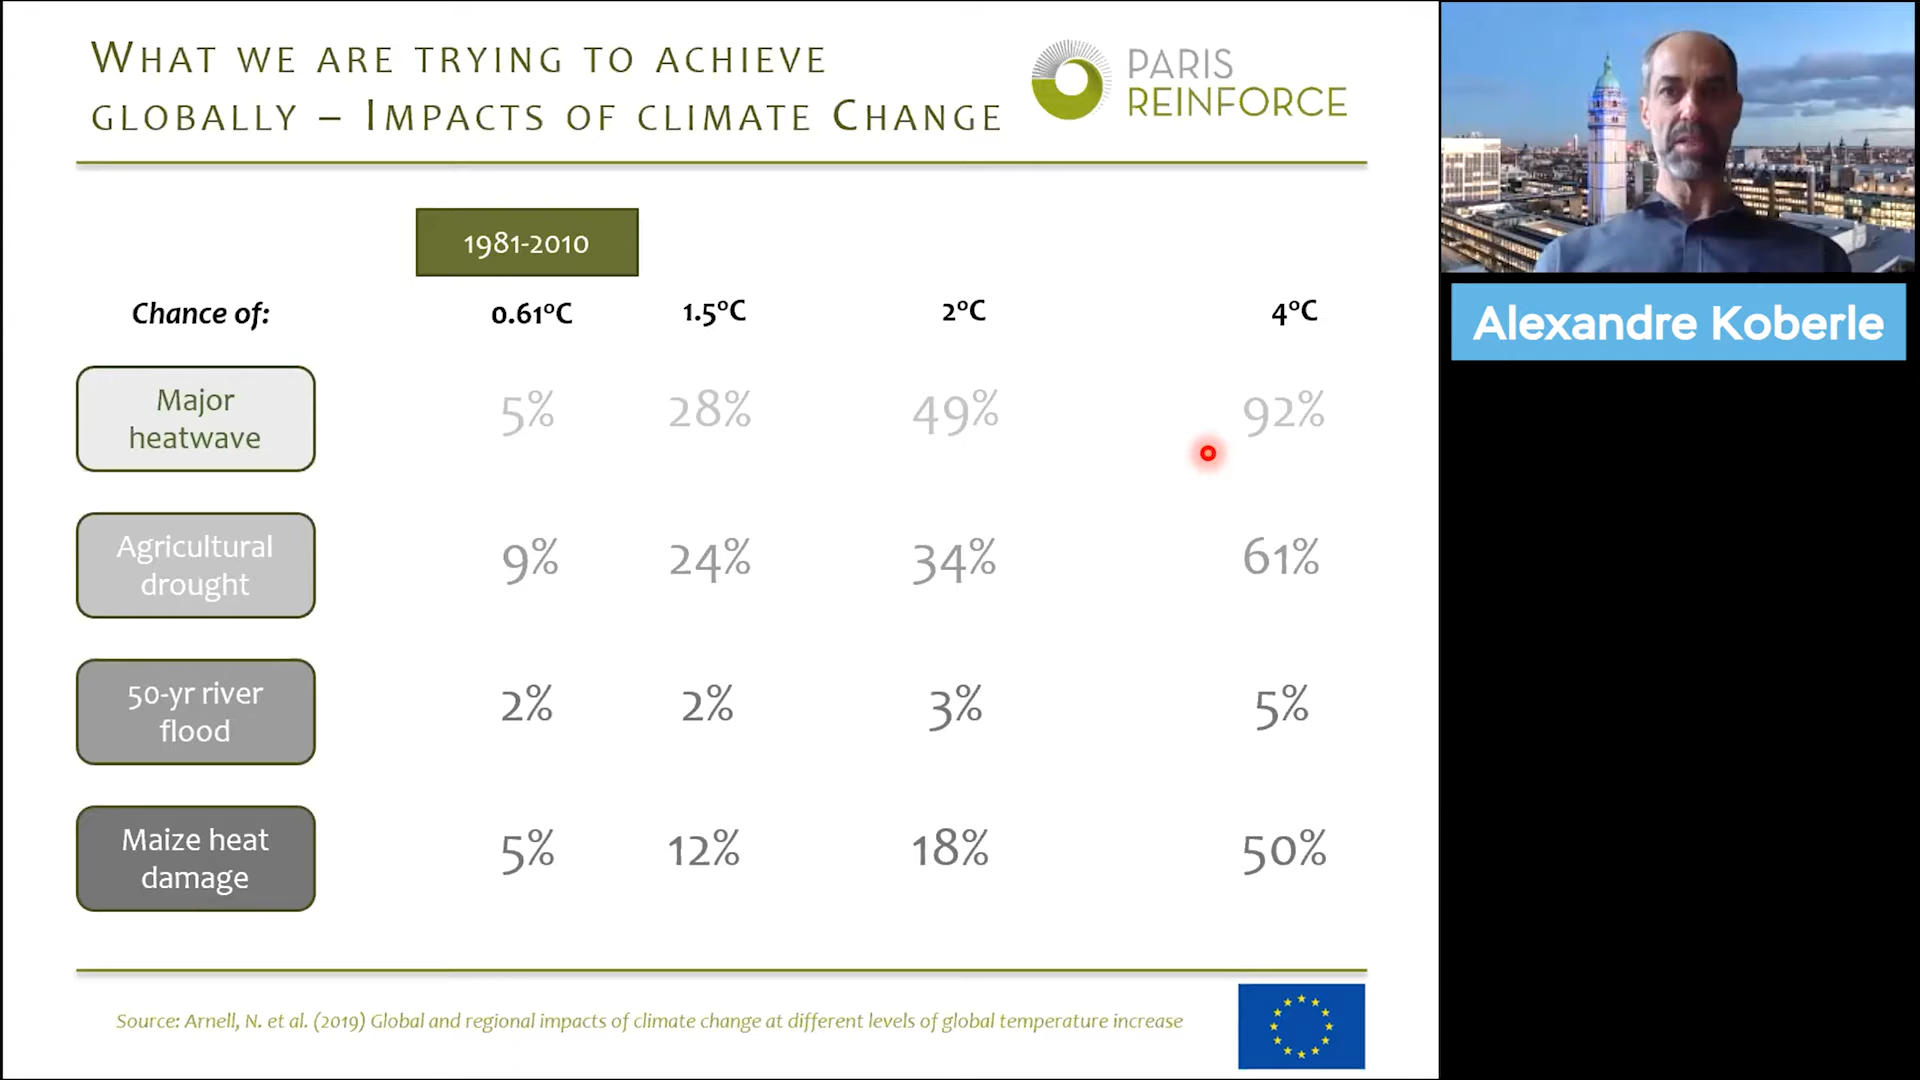 WHAT WE ARE TRYING TO ACHIEVE
GLOBALLY – IMPACTS OF CLIMATE CHANGE
PARIS
REINFORCE
1981-2010
Chance of:
0.61°C 1.5°C 2°C 4°C
Major
heatwave
5% 28% 49% 92%
Agricultural
drought
9% 24% 34% 61%
50-yr river
flood
2% 2% 3% 5%
Maize heat
damage
5% 12% 18% 50%
Source: Arnell, N. et al. (2019) Global and regional impacts of climate change at different levels of global temperature increase
Alexandre Koberle